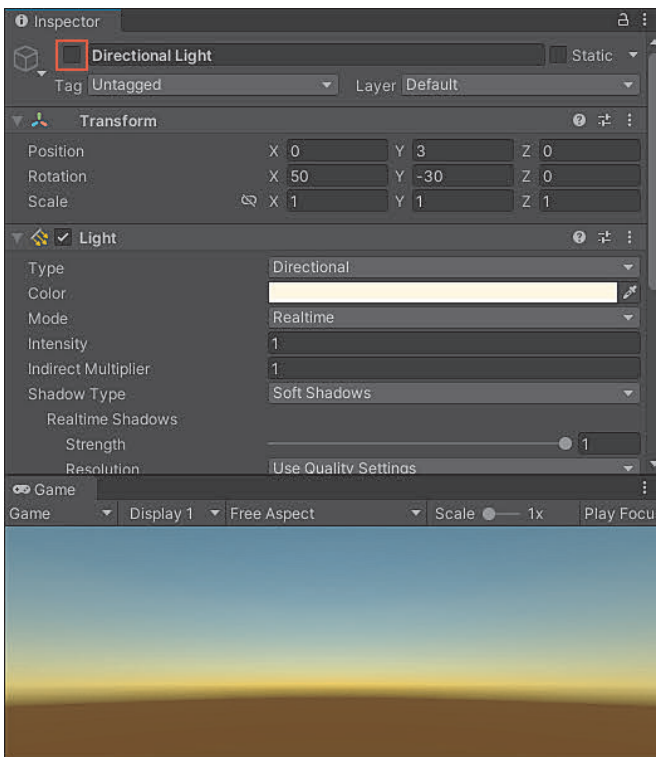 Inspector
Directional Light Static
Tag Untagged Layer Default
Transform
Position X 0 Y 3 Z 0
Rotation X 50 Y -30 Z 0
Scale X 1 Y 1 Z 1
Light
Type Directional
Color
Mode Realtime
Intensity 1
Indirect Multiplier 1
Shadow Type Soft Shadows
Realtime Shadows
Strength 1
Resolution Use Quality Settings
Game
Game Display 1 Free Aspect Scale 1x Play Focu